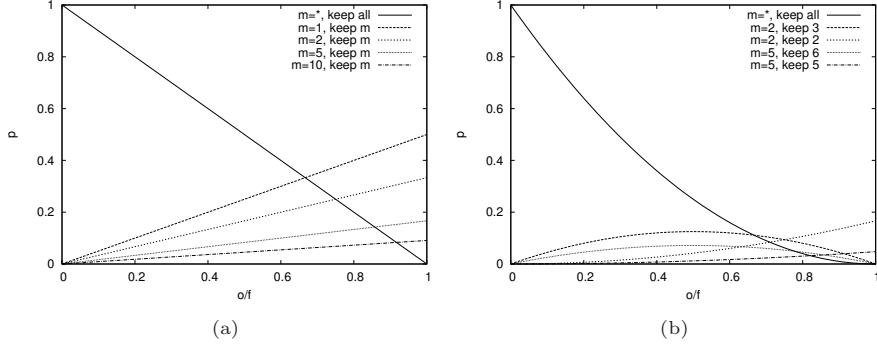 1
0.8
0.6
0.4
0.2
0
p
m=*, keep all
m=1, keep m
m=2, keep m
m=5, keep m
m=10, keep m
0 0.2 0.4 0.6 0.8 1
o/f
(a)
1
0.8
0.6
0.4
0.2
0
p
m=*, keep all
m=2, keep 3
m=2, keep 2
m=5, keep 6
m=5, keep 5
0 0.2 0.4 0.6 0.8 1
o/f
(b)